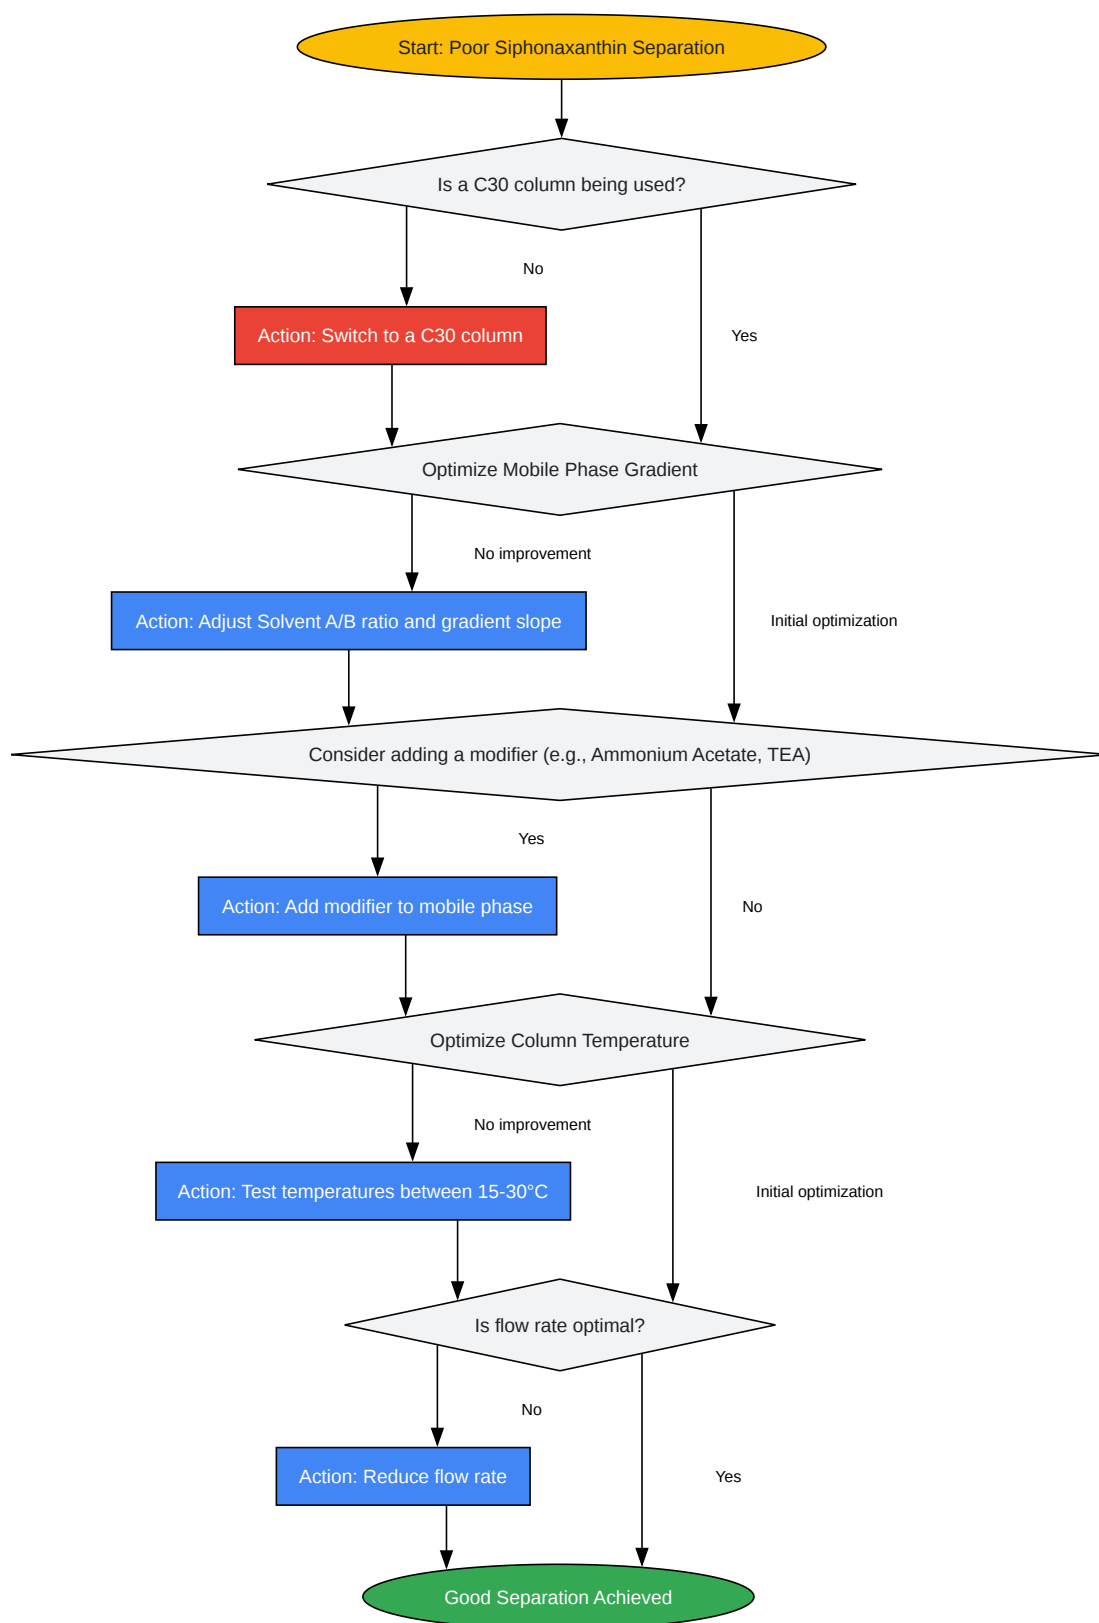 Start: Poor Siphonaxanthin Separation
Is a C30 column being used?
No
Action: Switch to a C30 column
Yes
Optimize Mobile Phase Gradient
No improvement
Action: Adjust Solvent A/B ratio and gradient slope
Initial optimization
Consider adding a modifier (e.g., Ammonium Acetate, TEA)
Yes
Action: Add modifier to mobile phase
No
Optimize Column Temperature
No improvement
Action: Test temperatures between 15-30°C
Initial optimization
Is flow rate optimal?
No
Action: Reduce flow rate
Yes
Good Separation Achieved